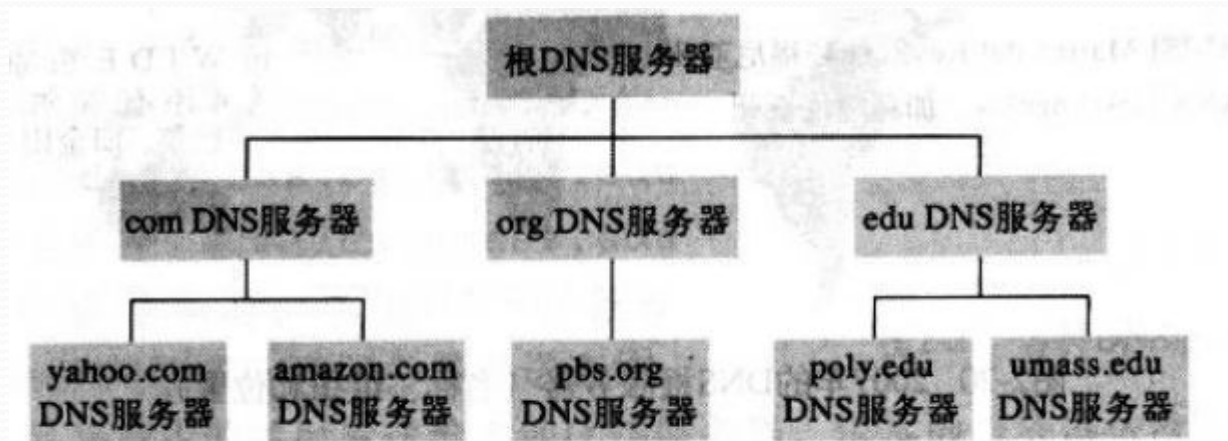 根DNS服务器
com DNS服务器
org DNS服务器
edu DNS服务器
yahoo.com
DNS服务器
amazon.com
DNS服务器
pbs.org
DNS服务器
poly.edu
DNS服务器
umass.edu
DNS服务器